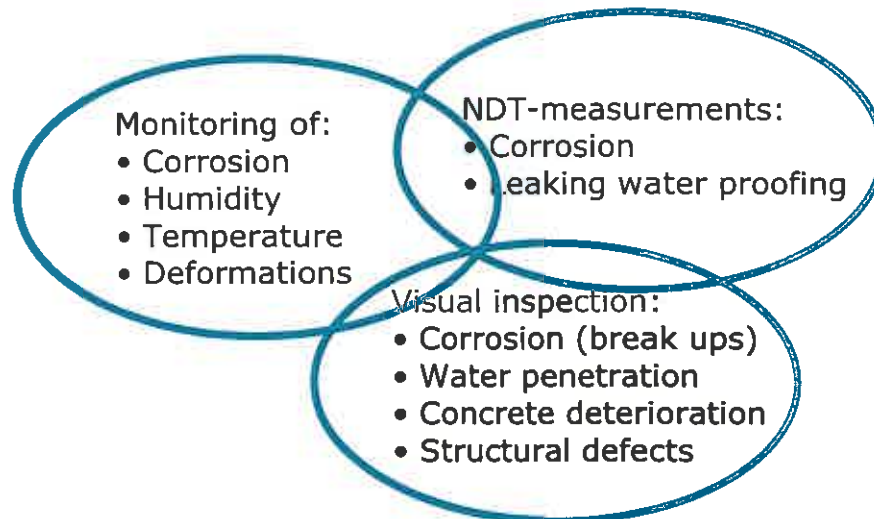 Monitoring of:
• Corrosion
• Humidity
• Temperature
• Deformations
NDT-measurements:
• Corrosion
• Leaking water proofing
Visual inspection:
• Corrosion (break ups)
• Water penetration
• Concrete deterioration
• Structural defects